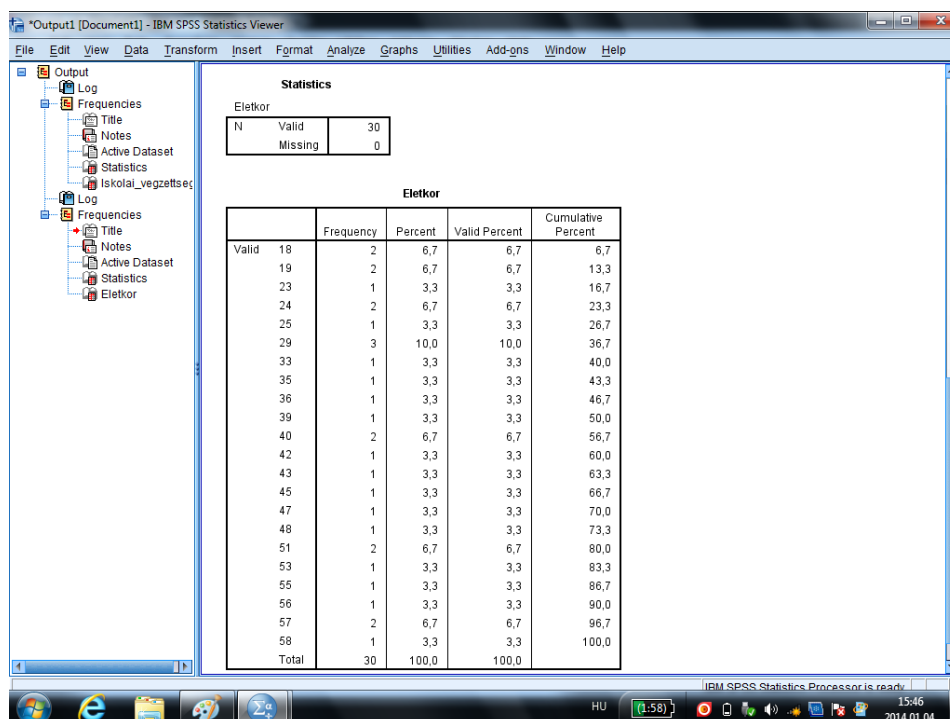 *Output1 [Document1] - IBM SPSS Statistics Viewer
File Edit View Data Transform Insert Format Analyze Graphs Utilities Add-ons Window Help
Output
Log
Frequencies
Title
Notes
Active Dataset
Statistics
Iskolai_vegzettseg
Log
Frequencies
Title
Notes
Active Dataset
Statistics
Eletkor
Statistics
Eletkor
N Valid 30
Missing 0
Eletkor
Frequency Percent Valid Percent Cumulative Percent
Valid 18 2 6,7 6,7 6,7
19 2 6,7 6,7 13,3
23 1 3,3 3,3 16,7
24 2 6,7 6,7 23,3
25 1 3,3 3,3 26,7
29 3 10,0 10,0 36,7
33 1 3,3 3,3 40,0
35 1 3,3 3,3 43,3
36 1 3,3 3,3 46,7
39 1 3,3 3,3 50,0
40 2 6,7 6,7 56,7
42 1 3,3 3,3 60,0
43 1 3,3 3,3 63,3
45 1 3,3 3,3 66,7
47 1 3,3 3,3 70,0
48 1 3,3 3,3 73,3
51 2 6,7 6,7 80,0
53 1 3,3 3,3 83,3
55 1 3,3 3,3 86,7
56 1 3,3 3,3 90,0
57 2 6,7 6,7 96,7
58 1 3,3 3,3 100,0
Total 30 100,0 100,0
IBM SPSS Statistics Processor is ready
HU (1:58) 15:46
2014.01.04